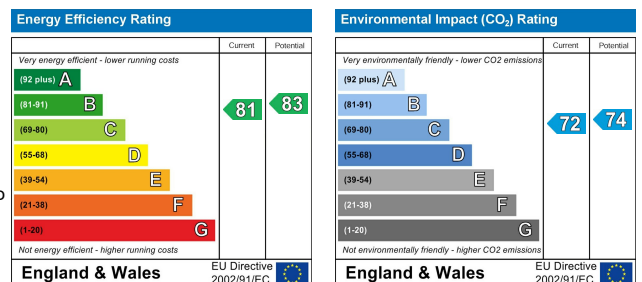 Energy Efficiency Rating
Current Potential
Very energy efficient - lower running costs
(92 plus) A
(81-91) B
(69-80) C
(55-68) D
(39-54) E
(21-38) F
(1-20) G
81 83
Not energy efficient - higher running costs
England & Wales
EU Directive
2002/91/EC
Environmental Impact (CO2) Rating
Current Potential
Very environmentally friendly - lower CO2 emissions
(92 plus) A
(81-91) B
(69-80) C
(55-68) D
(39-54) E
(21-38) F
(1-20) G
72 74
Not environmentally friendly - higher CO2 emissions
England & Wales
EU Directive
2002/91/EC